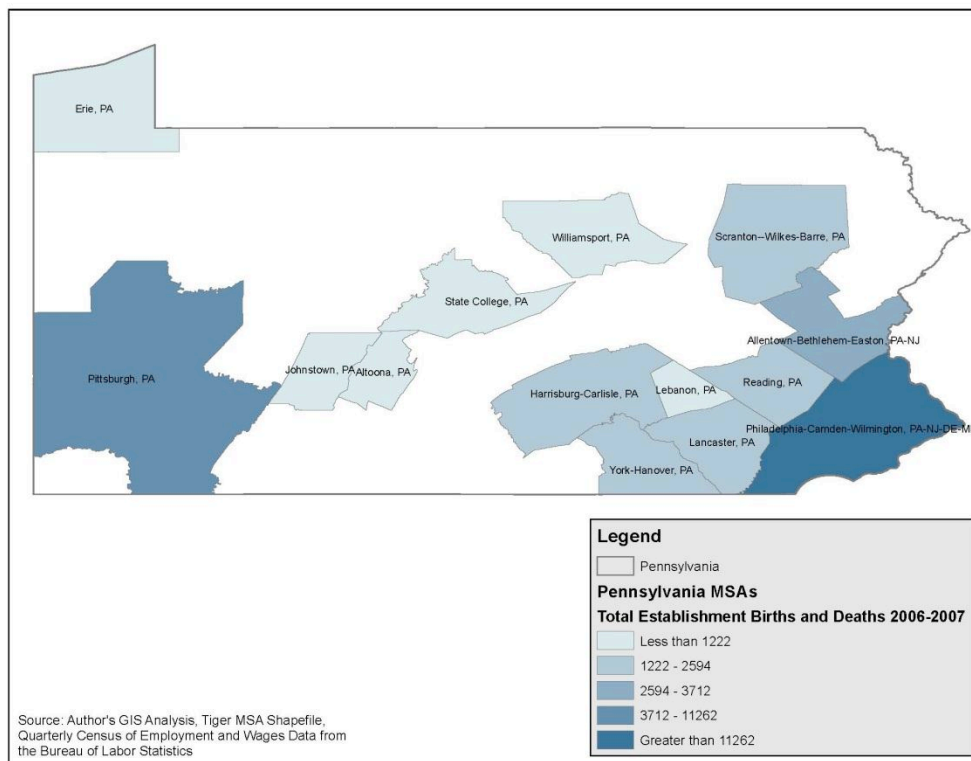 Erie, PA
Williamsport, PA
Scranton--Wilkes-Barre, PA
State College, PA
Allentown-Bethlehem-Easton, PA-NJ
Pittsburgh, PA
Johnstown, PA
Altoona, PA
Harrisburg-Carlisle, PA
Lebanon, PA
Reading, PA
Philadelphia-Camden-Wilmington, PA-NJ-DE-M
Lancaster, PA
York-Hanover, PA
Legend
Pennsylvania
Pennsylvania MSAs
Total Establishment Births and Deaths 2006-2007
Less than 1222
1222 - 2594
2594 - 3712
3712 - 11262
Greater than 11262
Source: Author's GIS Analysis, Tiger MSA Shapefile,
Quarterly Census of Employment and Wages Data from
the Bureau of Labor Statistics